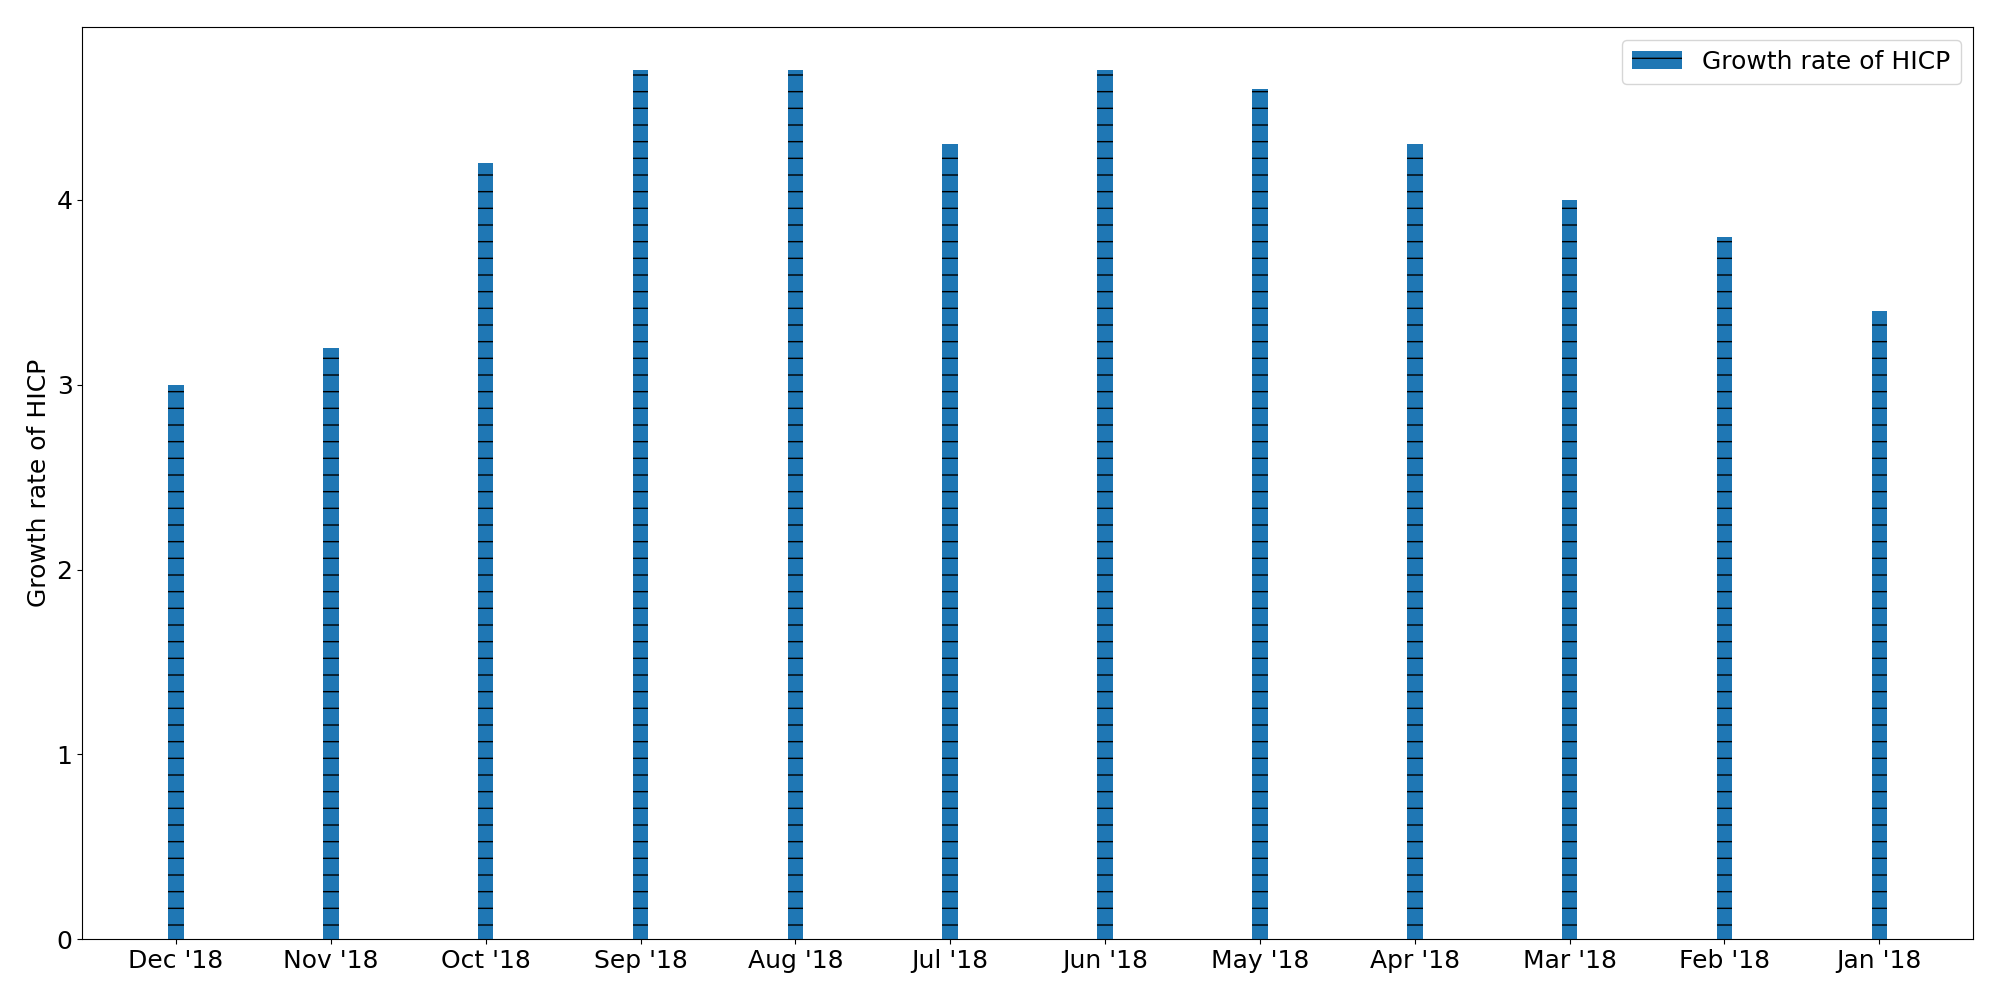 Growth rate of HICP
Growth rate of HICP
4
3
2
1
0
Dec '18 Nov '18 Oct '18 Sep '18 Aug '18 Jul '18 Jun '18 May '18 Apr '18 Mar '18 Feb '18 Jan '18